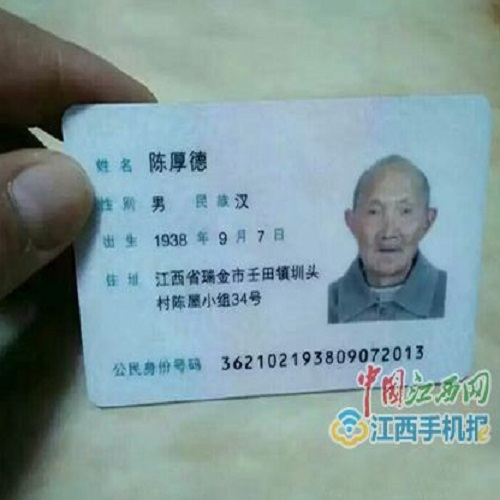 姓名 陈厚德
性别 男 民族 汉
出生 1938 年 9 月 7 日
住址 江西省瑞金市壬田镇圳头
村陈屋小组34号
公民身份号码 362102193809072013
中国江西网
江西手机报